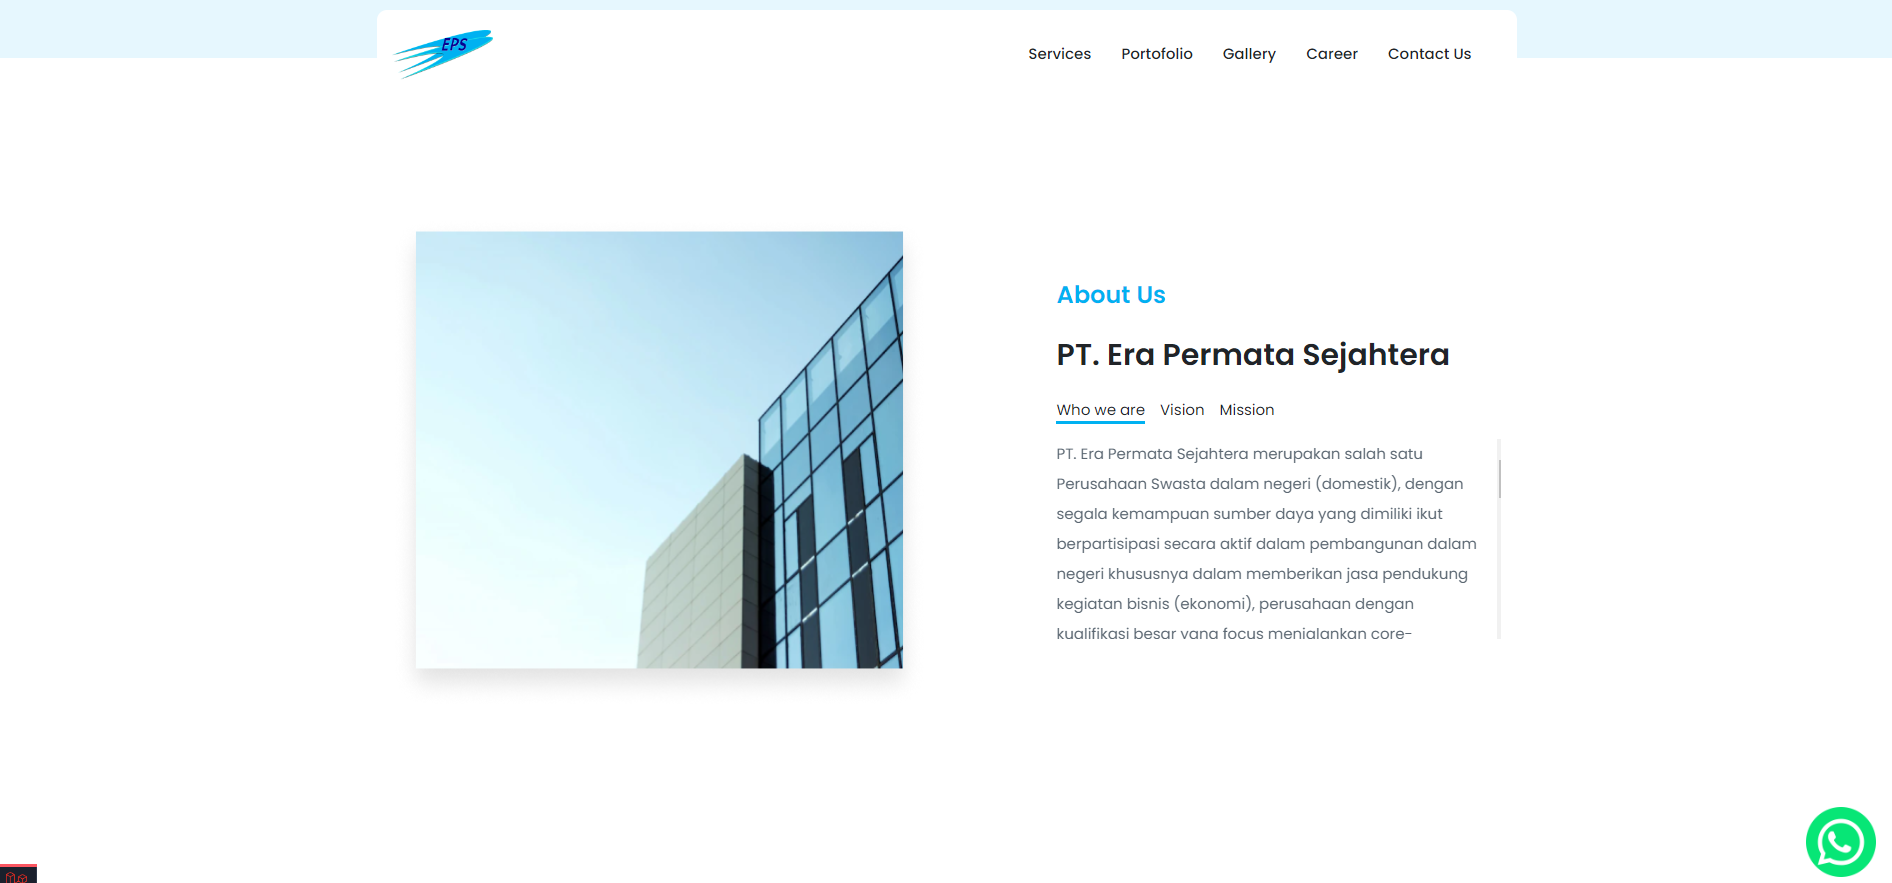 EPS
Services
Portofolio
Gallery
Career
Contact Us
About Us
PT. Era Permata Sejahtera
Who we are
Vision
Mission
PT. Era Permata Sejahtera merupakan salah satu
Perusahaan Swasta dalam negeri (domestik), dengan
segala kemampuan sumber daya yang dimiliki ikut
berpartisipasi secara aktif dalam pembangunan dalam
negeri khususnya dalam memberikan jasa pendukung
kegiatan bisnis (ekonomi), perusahaan dengan
kualifikasi besar yang focus menjalankan core-